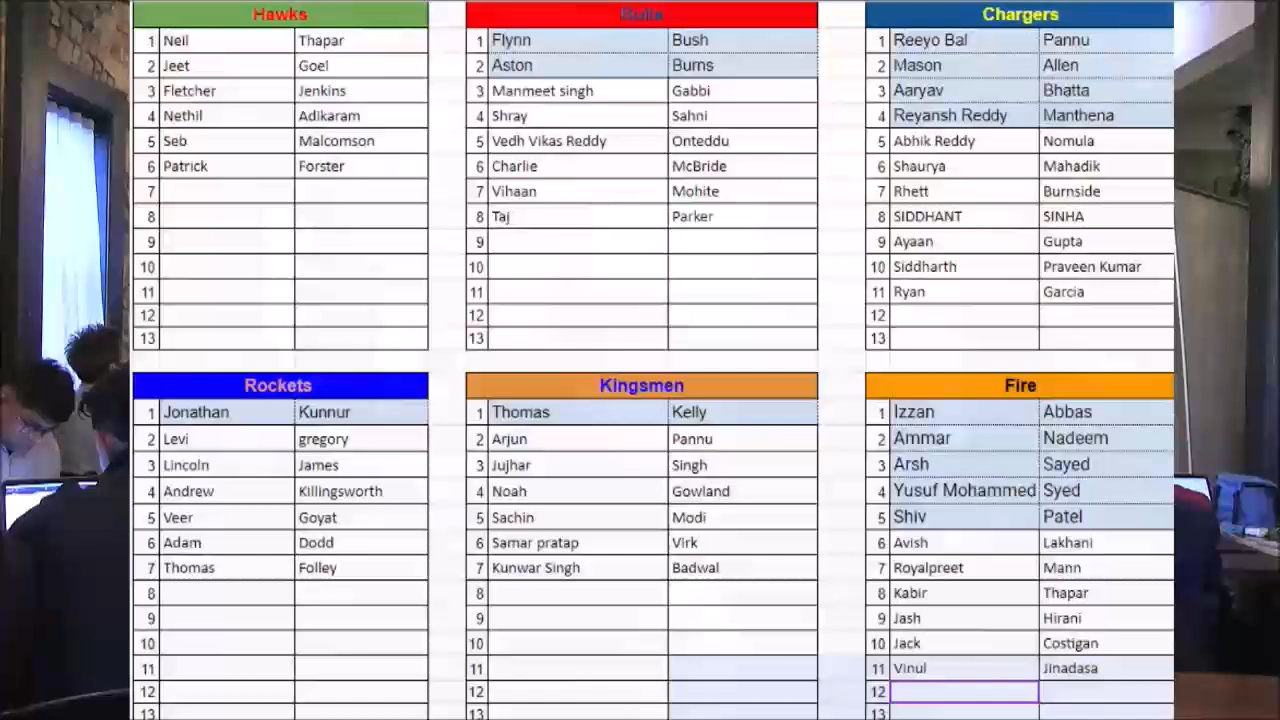 Hawks
1 Neil Thapar
2 Jeet Goel
3 Fletcher Jenkins
4 Nethil Adikaram
5 Seb Malcomson
6 Patrick Forster
7
8
9
10
11
12
13
Bulls
1 Flynn Bush
2 Aston Burns
3 Manmeet singh Gabbi
4 Shray Sahni
5 Vedh Vikas Reddy Onteddu
6 Charlie McBride
7 Vihaan Mohite
8 Taj Parker
9
10
11
12
13
Chargers
1 Reeyo Bal Pannu
2 Mason Allen
3 Aaryav Bhatta
4 Reyansh Reddy Manthena
5 Abhik Reddy Nomula
6 Shaurya Mahadik
7 Rhett Burnside
8 SIDDHANT SINHA
9 Ayaan Gupta
10 Siddharth Praveen Kumar
11 Ryan Garcia
12
13
Rockets
1 Jonathan Kunnur
2 Levi gregory
3 Lincoln James
4 Andrew Killingsworth
5 Veer Goyat
6 Adam Dodd
7 Thomas Folley
8
9
10
11
12
13
Kingsmen
1 Thomas Kelly
2 Arjun Pannu
3 Jujhar Singh
4 Noah Gowland
5 Sachin Modi
6 Samar pratap Virk
7 Kunwar Singh Badwal
8
9
10
11
12
13
Fire
1 Izzan Abbas
2 Ammar Nadeem
3 Arsh Sayed
4 Yusuf Mohammed Syed
5 Shiv Patel
6 Avish Lakhani
7 Royalpreet Mann
8 Kabir Thapar
9 Jash Hirani
10 Jack Costigan
11 Vinul Jinadasa
12
13